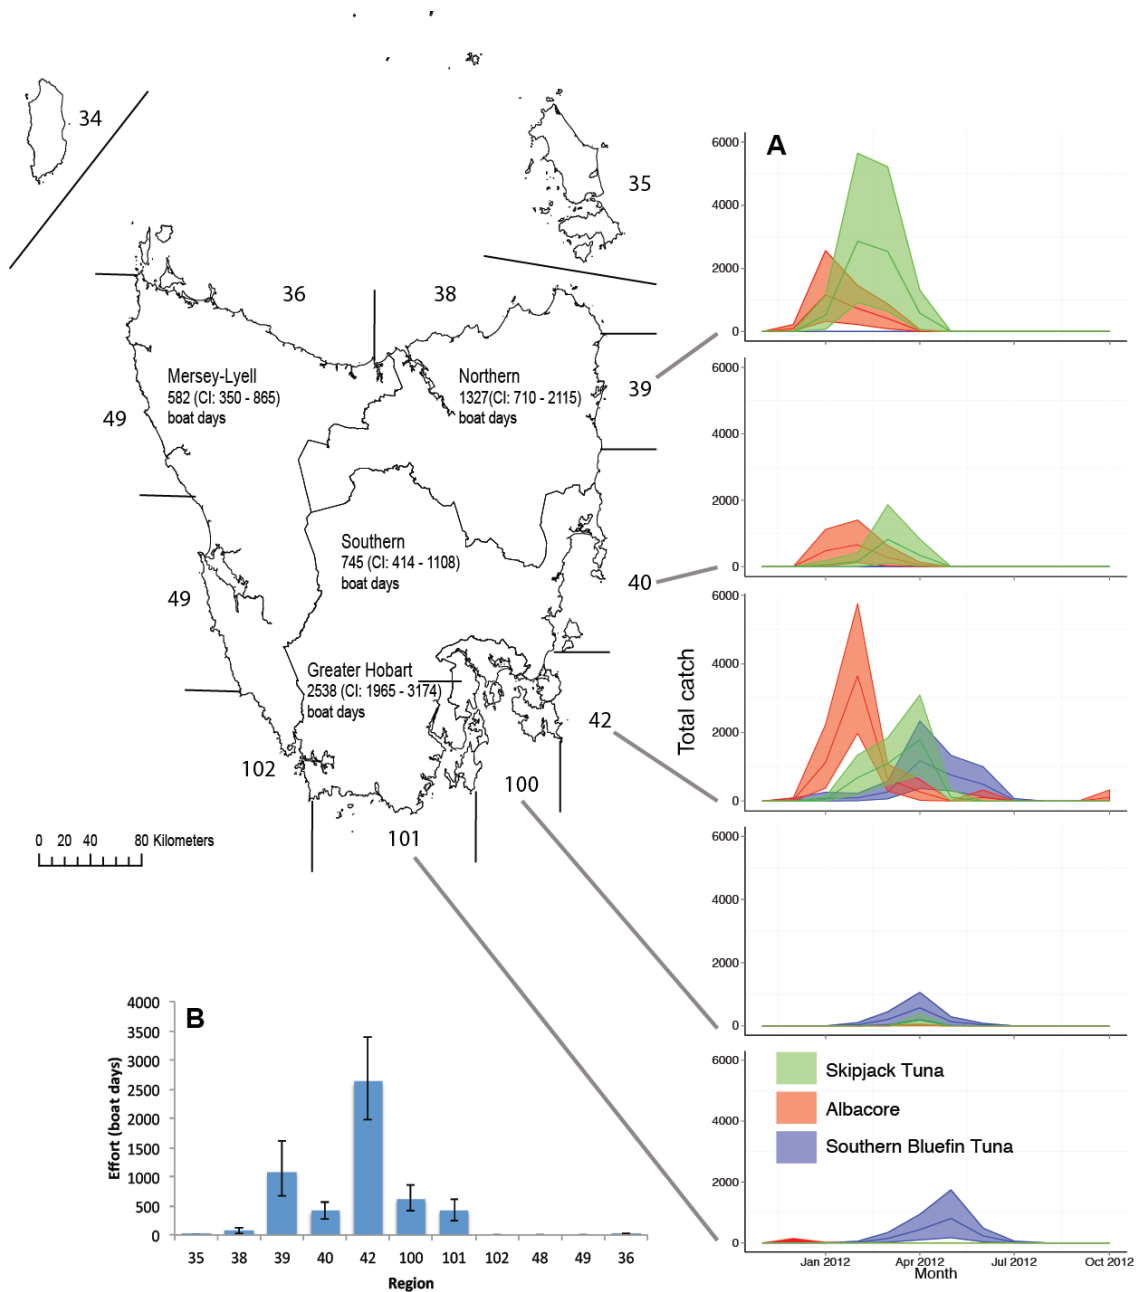 34
35
36
38
Mersey-Lyell
582 (CI: 350 - 865)
boat days
Northern
1327(CI: 710 - 2115)
boat days
39
49
Southern
745 (CI: 414 - 1108)
boat days
40
49
Greater Hobart
2538 (CI: 1965 - 3174)
boat days
42
102
100
101
0 20 40 80 Kilometers
A
6000
4000
2000
0
6000
4000
2000
0
6000
4000
2000
0
6000
4000
2000
0
6000
4000
2000
0
Total catch
Skipjack Tuna
Albacore
Southern Bluefin Tuna
Jan 2012 Apr 2012 Jul 2012 Oct 2012
Month
B
4000
3500
3000
2500
2000
1500
1000
500
0
Effort (boat days)
35 38 39 40 42 100 101 102 48 49 36
Region